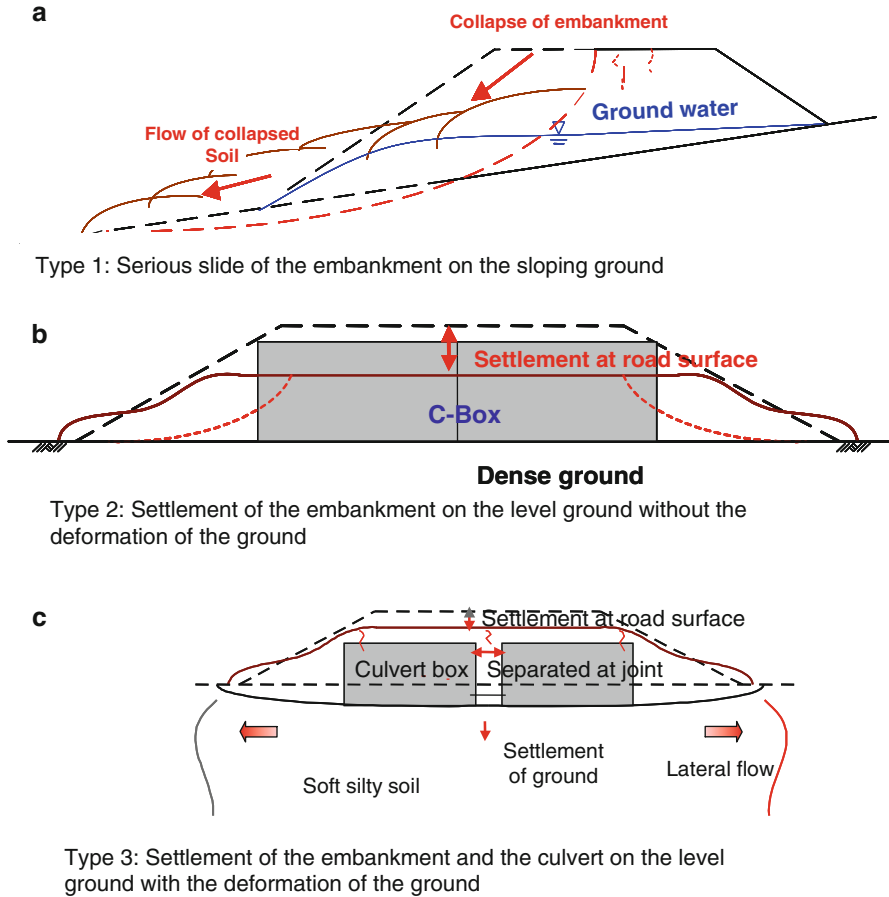 a
Collapse of embankment
Ground water
Flow of collapsed
Soil
Type 1: Serious slide of the embankment on the sloping ground
b
Settlement at road surface
C-Box
Dense ground
Type 2: Settlement of the embankment on the level ground without the
deformation of the ground
c
Settlement at road surface
Culvert box
Separated at joint
Settlement
of ground
Lateral flow
Soft silty soil
Type 3: Settlement of the embankment and the culvert on the level
ground with the deformation of the ground